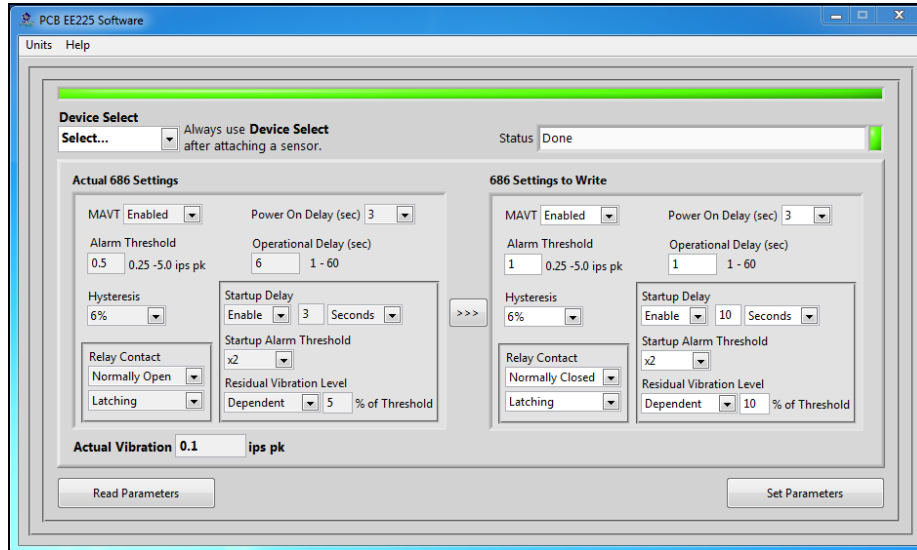 PCB EE225 Software
Units Help
Device Select
Select...
Always use Device Select
after attaching a sensor.
Status Done
Actual 686 Settings
MAVT Enabled
Power On Delay (sec) 3
Alarm Threshold
0.5 0.25 -5.0 ips pk
Operational Delay (sec)
6 1 - 60
Hysteresis
6%
Startup Delay
Enable 3 Seconds
Startup Alarm Threshold
x2
Residual Vibration Level
Dependent 5 % of Threshold
Relay Contact
Normally Open
Latching
Actual Vibration 0.1 ips pk
>>>
686 Settings to Write
MAVT Enabled
Power On Delay (sec) 3
Alarm Threshold
1 0.25 -5.0 ips pk
Operational Delay (sec)
1 1 - 60
Hysteresis
6%
Startup Delay
Enable 10 Seconds
Startup Alarm Threshold
x2
Residual Vibration Level
Dependent 10 % of Threshold
Relay Contact
Normally Closed
Latching
Read Parameters
Set Parameters